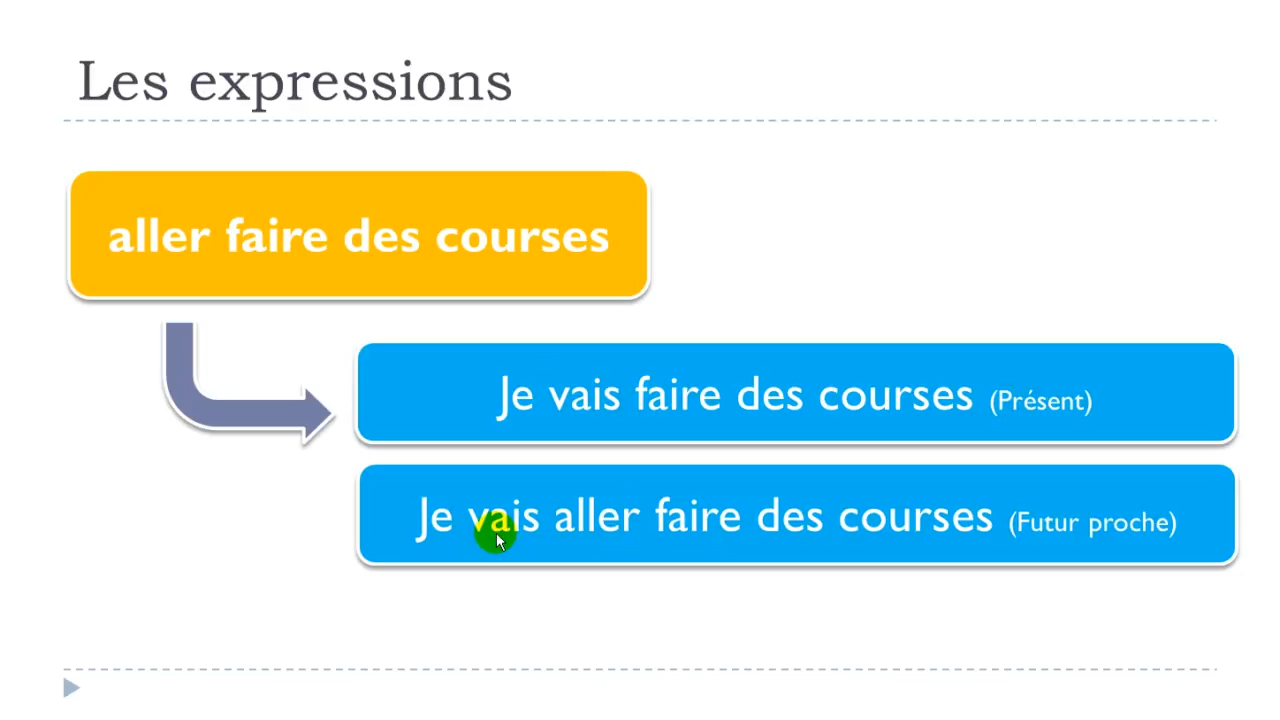 Les expressions
aller faire des courses
Je vais faire des courses (Présent)
Je vais aller faire des courses (Futur proche)